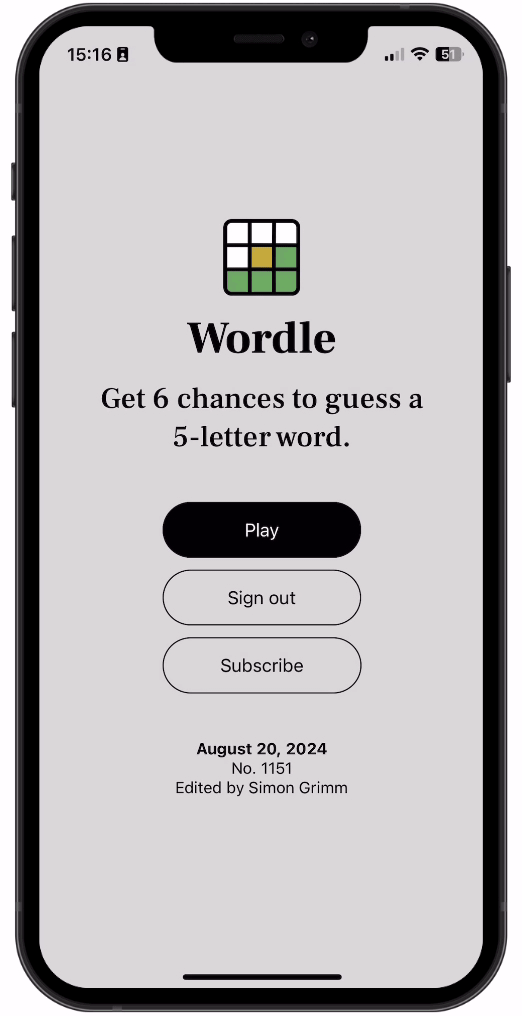 15:16
51
Wordle
Get 6 chances to guess a
5-letter word.
Play
Sign out
Subscribe
August 20, 2024
No. 1151
Edited by Simon Grimm